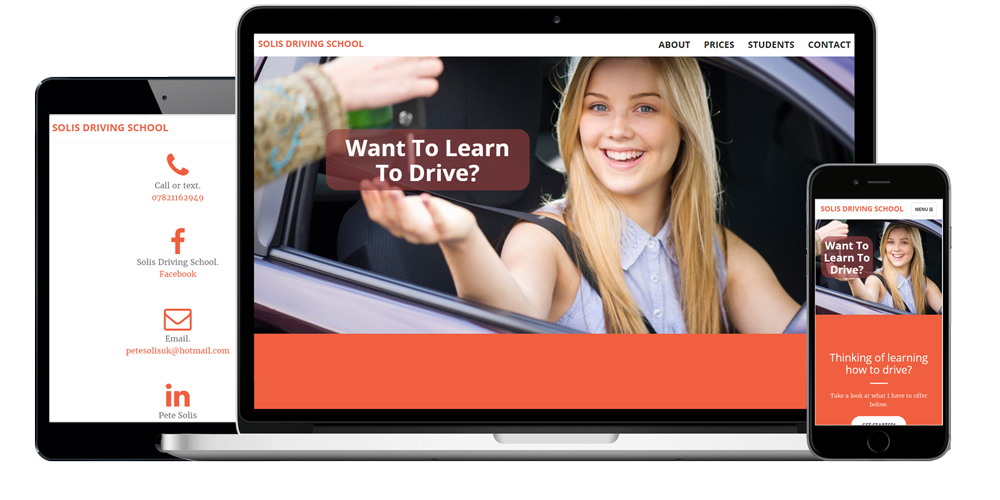 SOLIS DRIVING SCHOOL
Call or text.
07821162949
Solis Driving School.
Facebook
Email.
petesolisuk@hotmail.com
Pete Solis
SOLIS DRIVING SCHOOL
ABOUT PRICES STUDENTS CONTACT
Want To Learn
To Drive?
SOLIS DRIVING SCHOOL MENU
Want To
Learn To
Drive?
Thinking of learning
how to drive?
Take a look at what I have to offer
below.
GET STARTED!